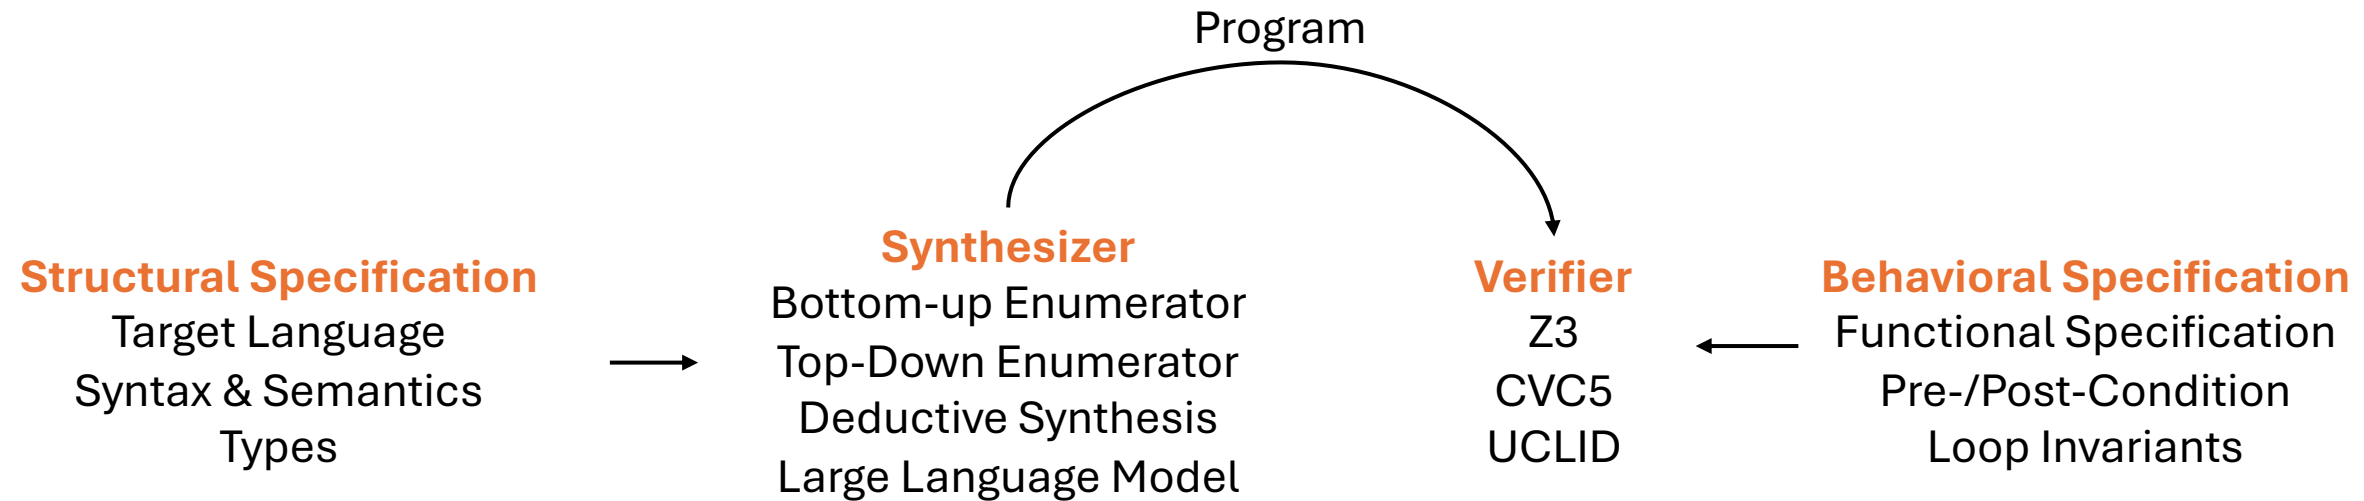 Program
Structural Specification
Target Language
Syntax & Semantics
Types
Synthesizer
Bottom-up Enumerator
Top-Down Enumerator
Deductive Synthesis
Large Language Model
Verifier
Z3
CVC5
UCLID
Behavioral Specification
Functional Specification
Pre-/Post-Condition
Loop Invariants